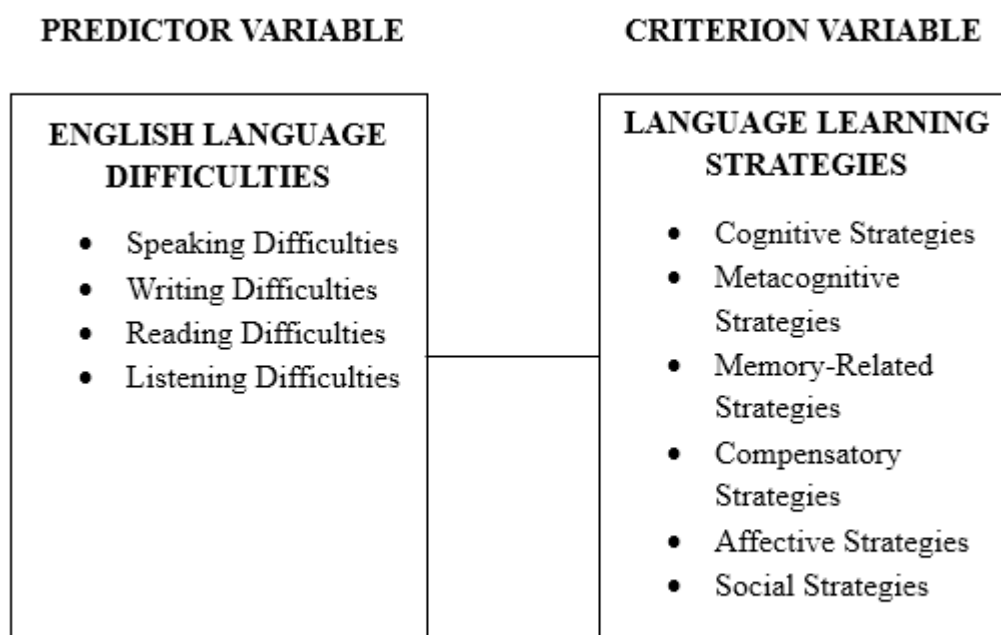 PREDICTOR VARIABLE
ENGLISH LANGUAGE
DIFFICULTIES
• Speaking Difficulties
• Writing Difficulties
• Reading Difficulties
• Listening Difficulties
CRITERION VARIABLE
LANGUAGE LEARNING
STRATEGIES
• Cognitive Strategies
• Metacognitive
Strategies
• Memory-Related
Strategies
• Compensatory
Strategies
• Affective Strategies
• Social Strategies